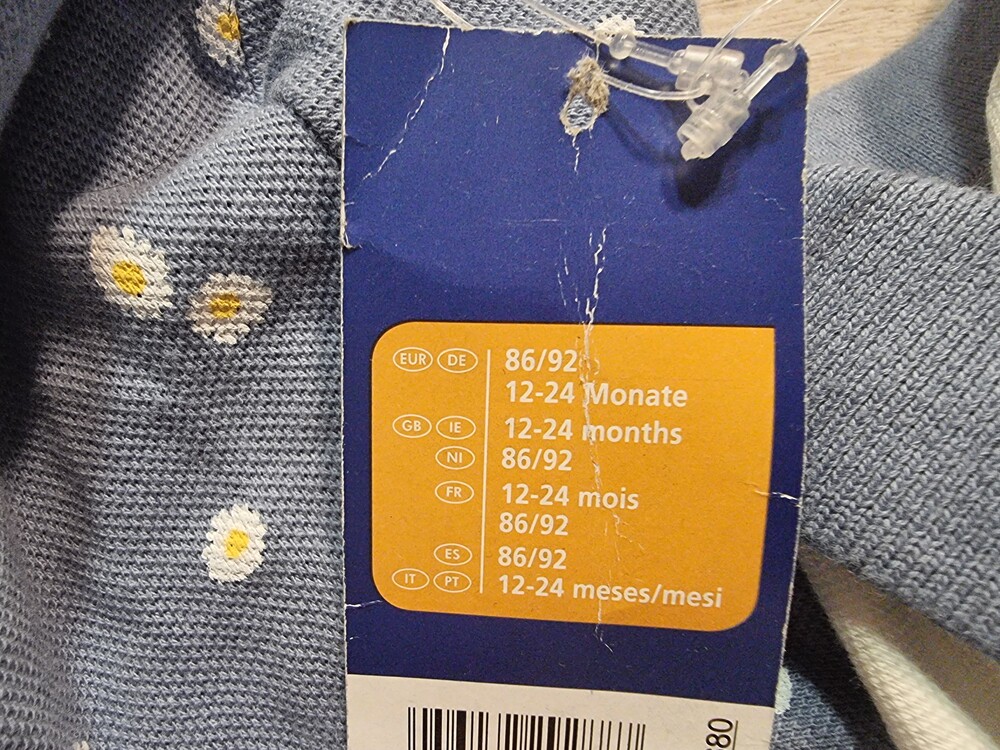 EUR DE 86/92
12-24 Monate
GB IE 12-24 months
NI 86/92
FR 12-24 mois
86/92
ES 86/92
IT PT 12-24 meses/mesi
80